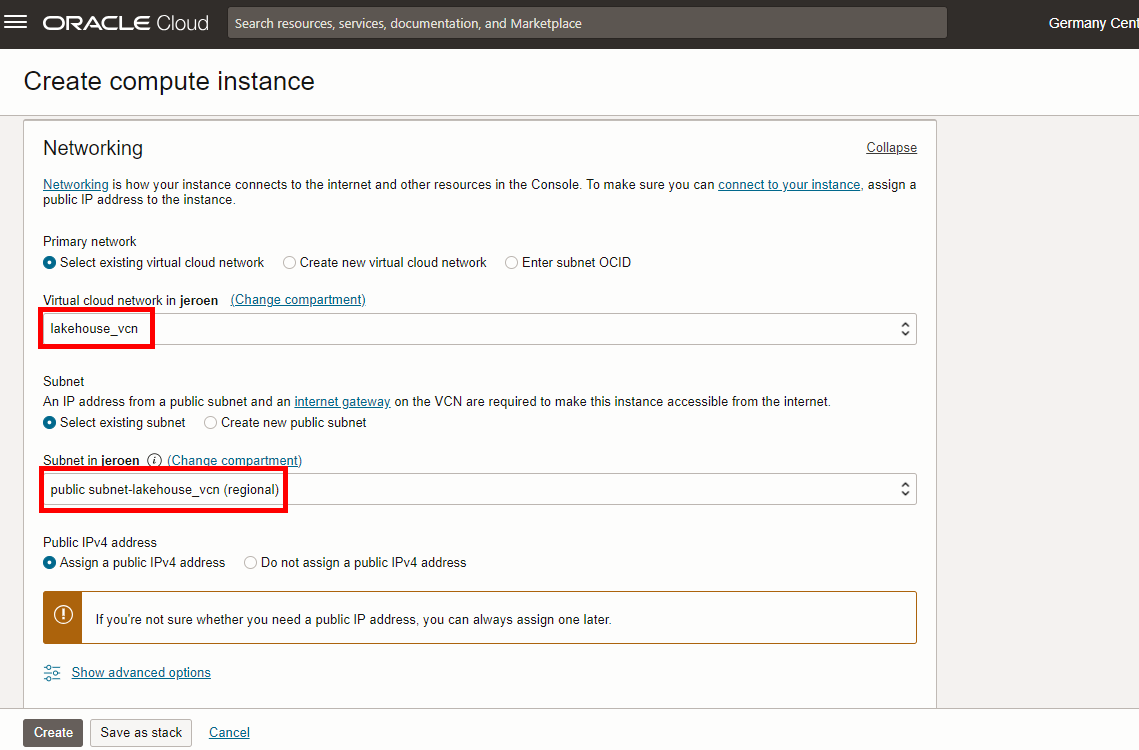 ORACLE Cloud
Search resources, services, documentation, and Marketplace
Germany Cent
Create compute instance
Networking
Collapse
Networking is how your instance connects to the internet and other resources in the Console. To make sure you can connect to your instance, assign a
public IP address to the instance.
Primary network
Select existing virtual cloud network
Create new virtual cloud network
Enter subnet OCID
Virtual cloud network in jeroen (Change compartment)
lakehouse_vcn
Subnet
An IP address from a public subnet and an internet gateway on the VCN are required to make this instance accessible from the internet.
Select existing subnet
Create new public subnet
Subnet in jeroen i (Change compartment)
public subnet-lakehouse_vcn (regional)
Public IPv4 address
Assign a public IPv4 address
Do not assign a public IPv4 address
If you're not sure whether you need a public IP address, you can always assign one later.
Show advanced options
Create
Save as stack
Cancel